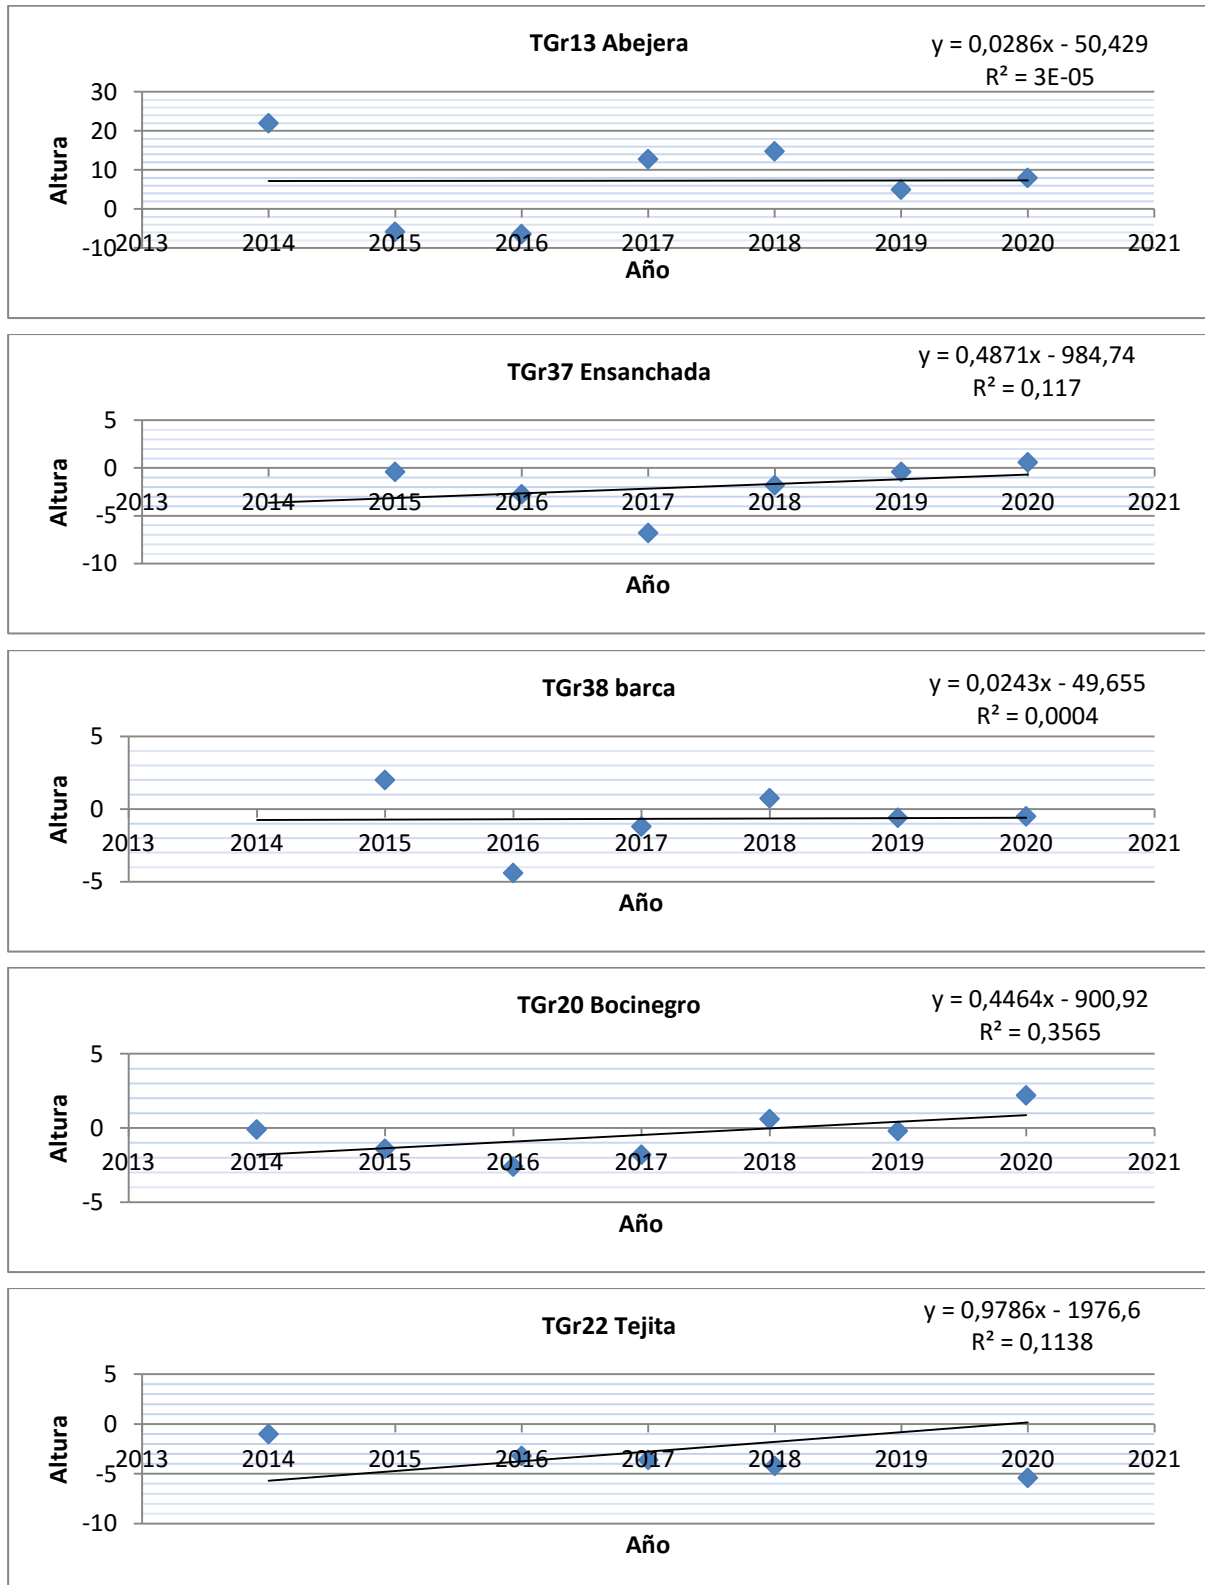 TGr13 Abejera
y = 0,0286x - 50,429
R² = 3E-05
30
20
10
0
-10
Altura
2013 2014 2015 2016 2017 2018 2019 2020 2021
Año
TGr37 Ensanchada
y = 0,4871x - 984,74
R² = 0,117
5
0
-5
-10
Altura
2013 2014 2015 2016 2017 2018 2019 2020 2021
Año
TGr38 barca
y = 0,0243x - 49,655
R² = 0,0004
5
0
-5
Altura
2013 2014 2015 2016 2017 2018 2019 2020 2021
Año
TGr20 Bocinegro
y = 0,4464x - 900,92
R² = 0,3565
5
0
-5
Altura
2013 2014 2015 2016 2017 2018 2019 2020 2021
Año
TGr22 Tejita
y = 0,9786x - 1976,6
R² = 0,1138
5
0
-5
-10
Altura
2013 2014 2015 2016 2017 2018 2019 2020 2021
Año